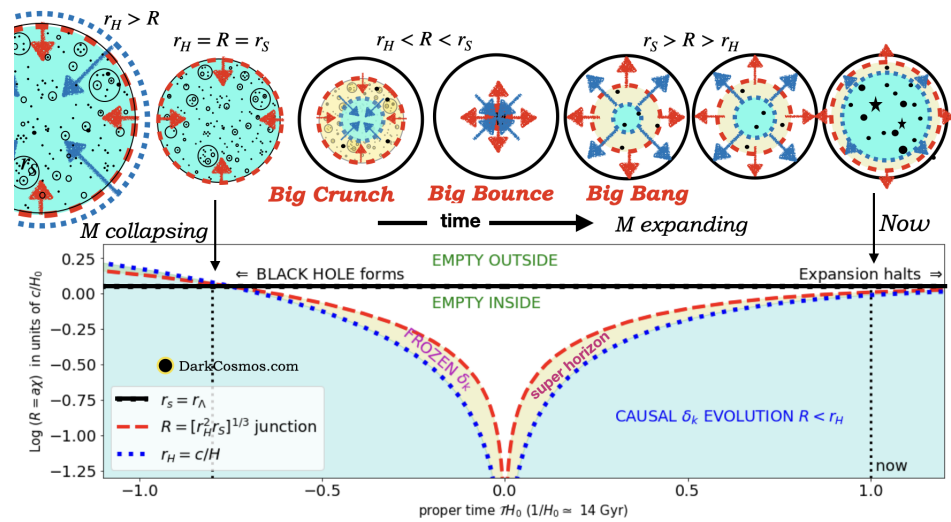 r_H > R
r_H = R = r_S
r_H < R < r_S
r_S > R > r_H
r_S
Big Crunch
Big Bounce
Big Bang
time
M collapsing
M expanding
Now
⇐ BLACK HOLE forms
EMPTY OUTSIDE
Expansion halts ⇒
EMPTY INSIDE
FROZEN δ_k
super horizon
DarkCosmos.com
CAUSAL δ_k EVOLUTION R < r_H
r_s = r_Λ
R = [r_H^2 r_S]^{1/3} junction
r_H = c/H
now
Log (R = aχ) in units of c/H_0
0.25
0.00
−0.25
−0.50
−0.75
−1.00
−1.25
−1.0
−0.5
0.0
0.5
1.0
proper time 𝒯H_0 (1/H_0 ≃ 14 Gyr)